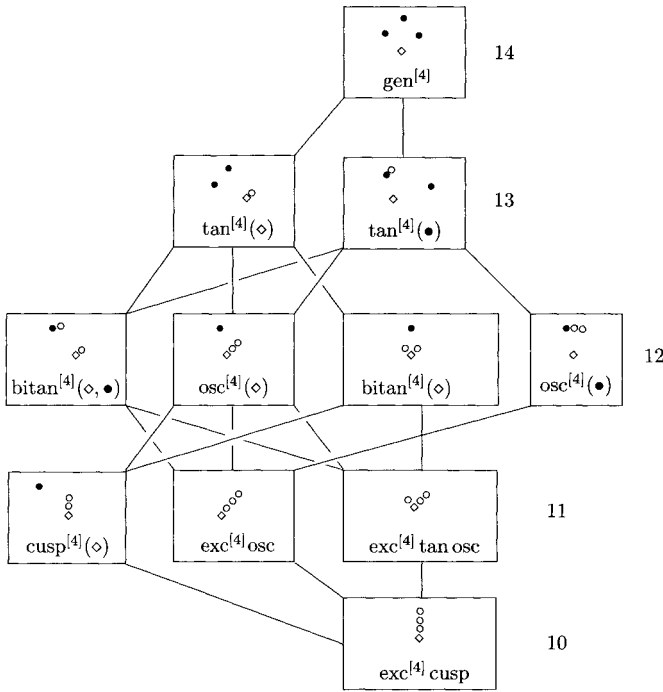 gen^[4] 14
tan^[4](◇) tan^[4](●) 13
bitan^[4](◇, ●) osc^[4](◇) bitan^[4](◇) osc^[4](●) 12
cusp^[4](◇) exc^[4] osc exc^[4] tan osc 11
exc^[4] cusp 10